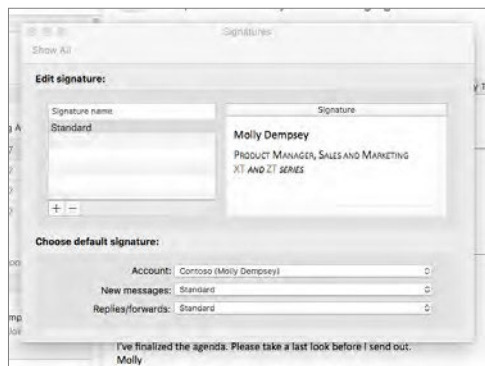 Signatures
Show All
Edit signature:
Signature name
Standard
Signature
Molly Dempsey
PRODUCT MANAGER, SALES AND MARKETING
XT AND ZT SERIES
+ −
Choose default signature:
Account: Contoso (Molly Dempsey)
New messages: Standard
Replies/forwards: Standard
I've finalized the agenda. Please take a last look before I send out.
Molly